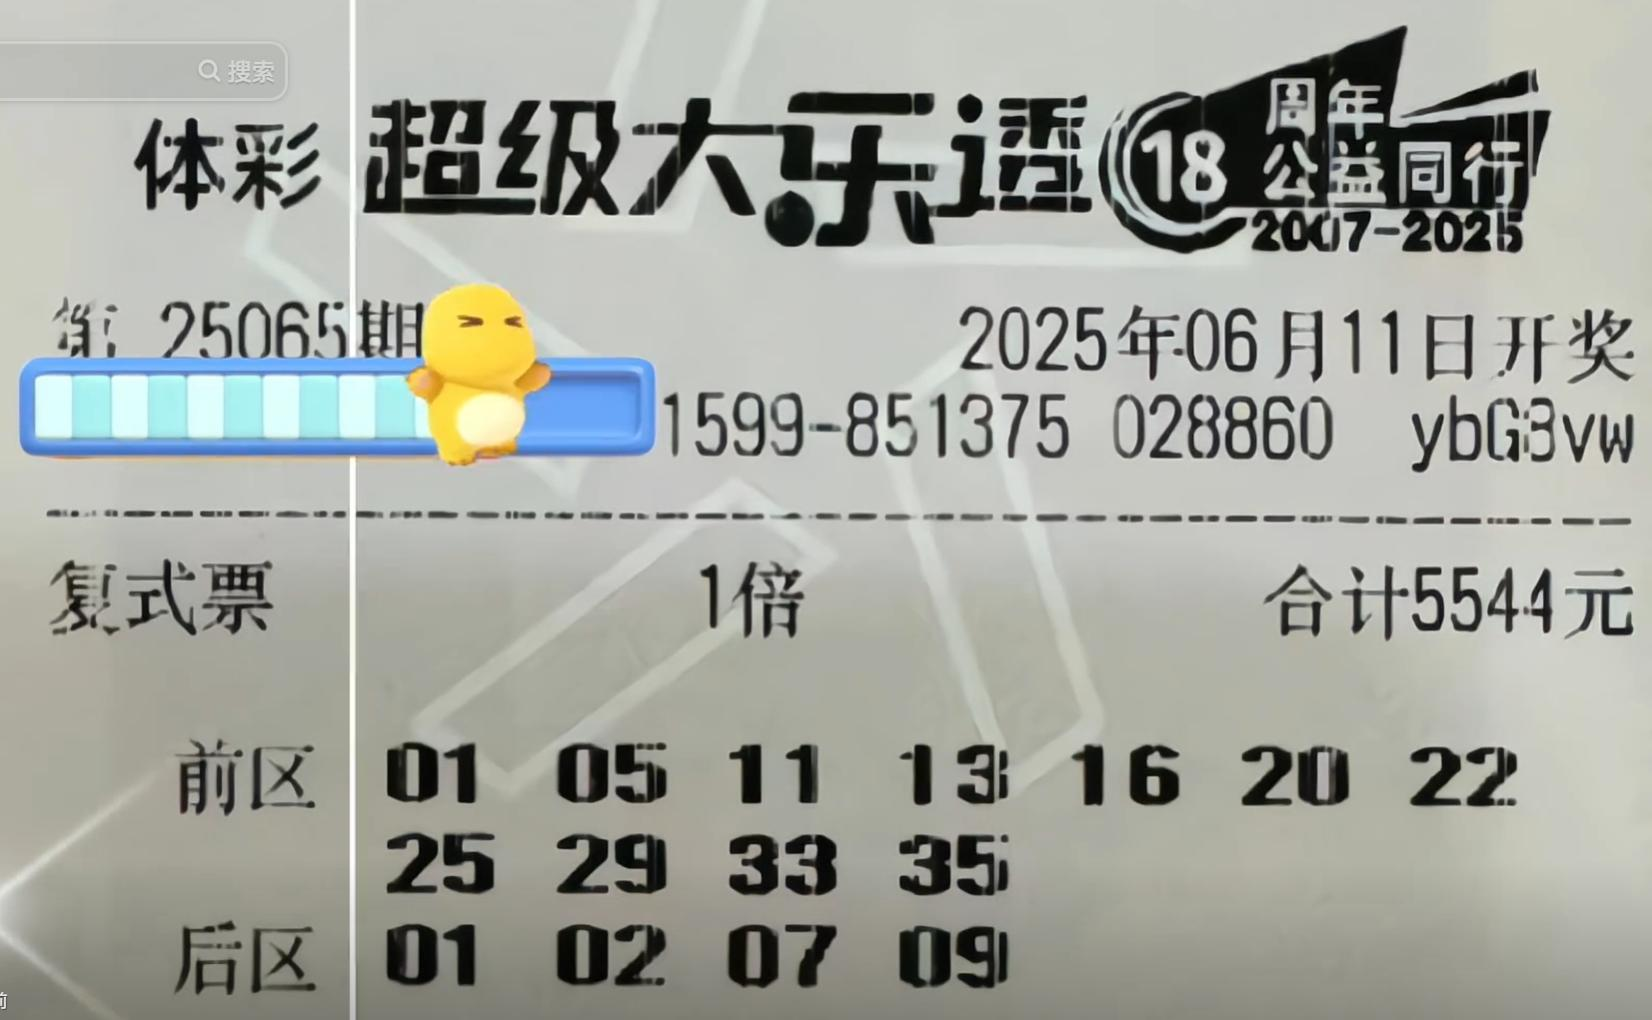 搜索
体彩 超级大乐透 18周年 公益同行 2007-2025
第 25065期 2025年06月11日开奖
1599-851375 028860 ybG3vw
复式票 1倍 合计5544元
前区 01 05 11 13 16 20 22
25 29 33 35
后区 01 02 07 09